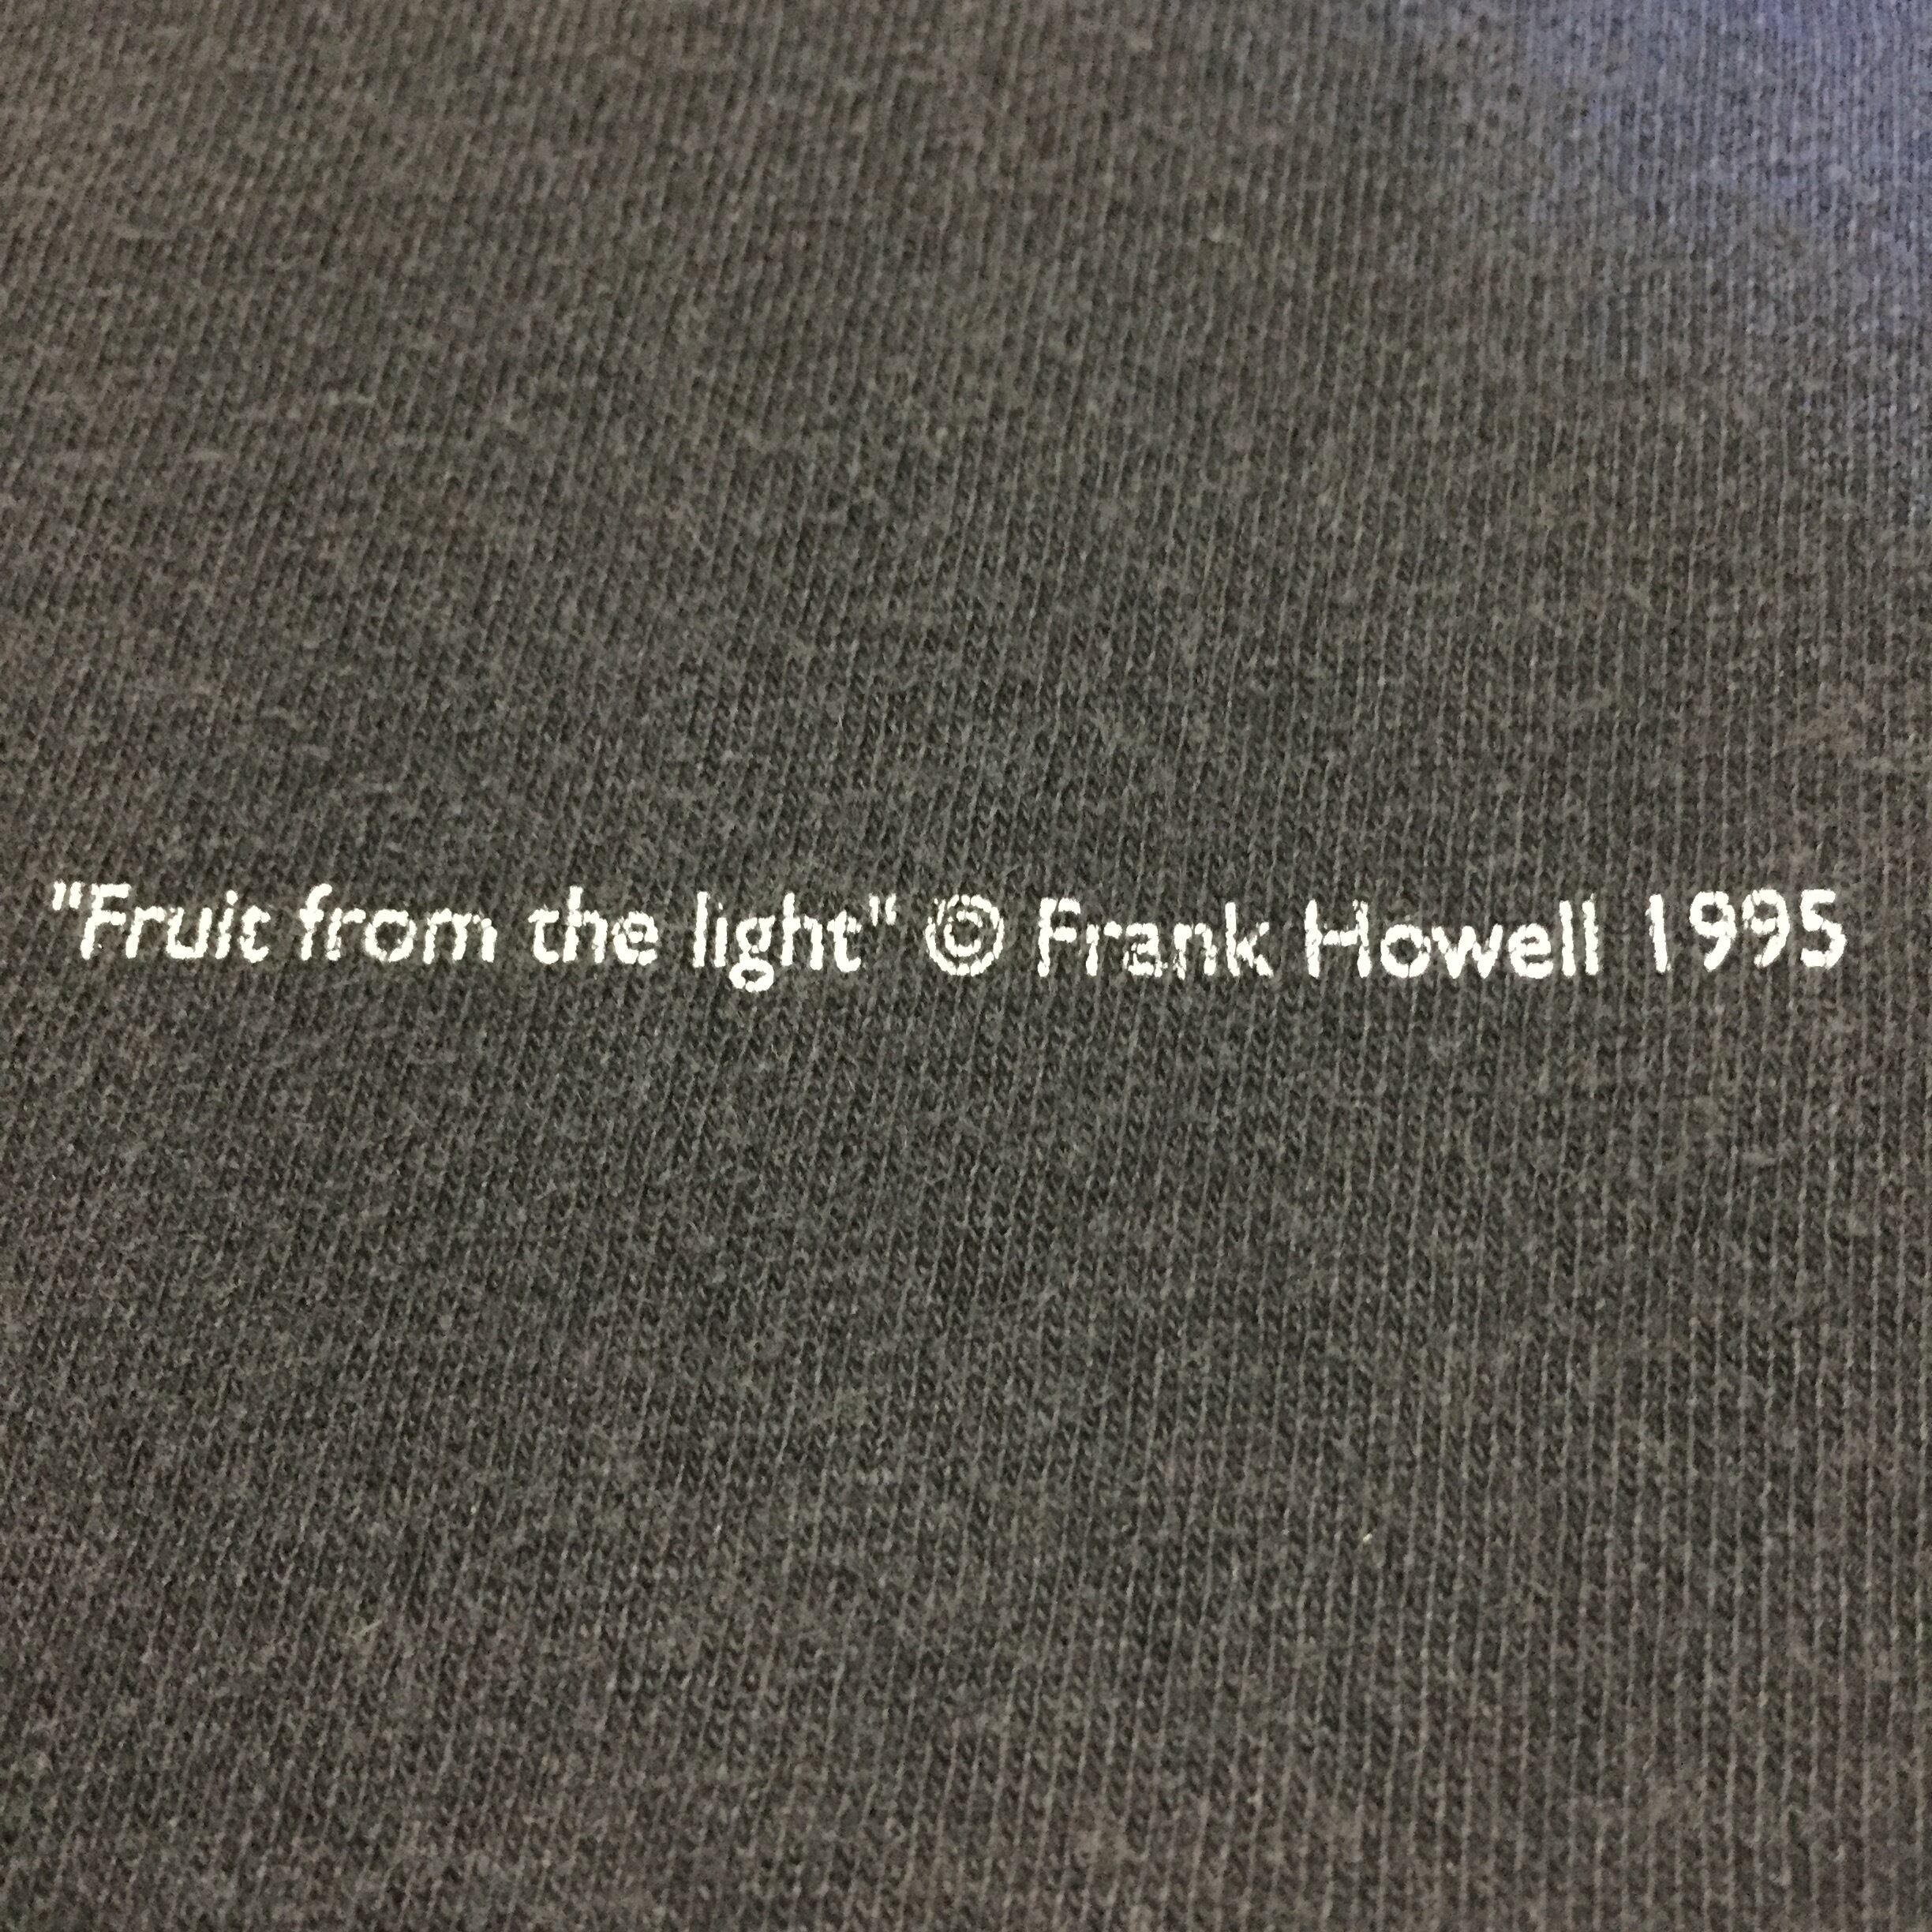 "Fruit from the light" © Frank Howell 1995